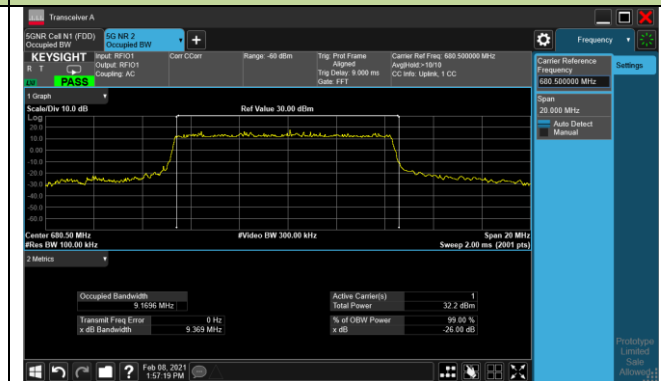 Transceiver A
5GNR Cell N1 (FDD)
Occupied BW
5G NR 2
Occupied BW
Frequency
KEYSIGHT
R T
LV
PASS
Input: RFIO1
Output: RFIO1
Coupling: AC
Corr CCorr
Range: -60 dBm
Trig: Prot Frame
Aligned
Trig Delay: 9.000 ms
Gate: FFT
Carrier Ref Freq: 680.500000 MHz
Avg|Hold:>10/10
CC Info: Uplink, 1 CC
Carrier Reference
Frequency
680.500000 MHz
Settings
Span
20.000 MHz
Auto Detect
Manual
1 Graph
Scale/Div 10.0 dB
Ref Value 30.00 dBm
Log
20.0
10.0
0.00
-10.0
-20.0
-30.0
-40.0
-50.0
-60.0
Center 680.50 MHz
#Video BW 300.00 kHz
Span 20 MHz
#Res BW 100.00 kHz
Sweep 2.00 ms (2001 pts)
2 Metrics
Occupied Bandwidth
9.1696 MHz
Active Carrier(s) 1
Total Power 32.2 dBm
Transmit Freq Error 0 Hz
x dB Bandwidth 9.369 MHz
% of OBW Power 99.00 %
x dB -26.00 dB
Feb 08, 2021
1:57:19 PM
Prototype
Limited
Sale
Allowed